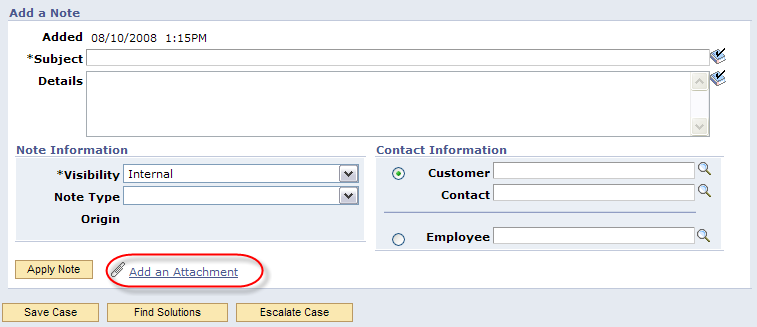 Add a Note
Added 08/10/2008 1:15PM
*Subject
Details
Note Information
*Visibility Internal
Note Type
Origin
Contact Information
Customer
Contact
Employee
Apply Note
Add an Attachment
Save Case Find Solutions Escalate Case